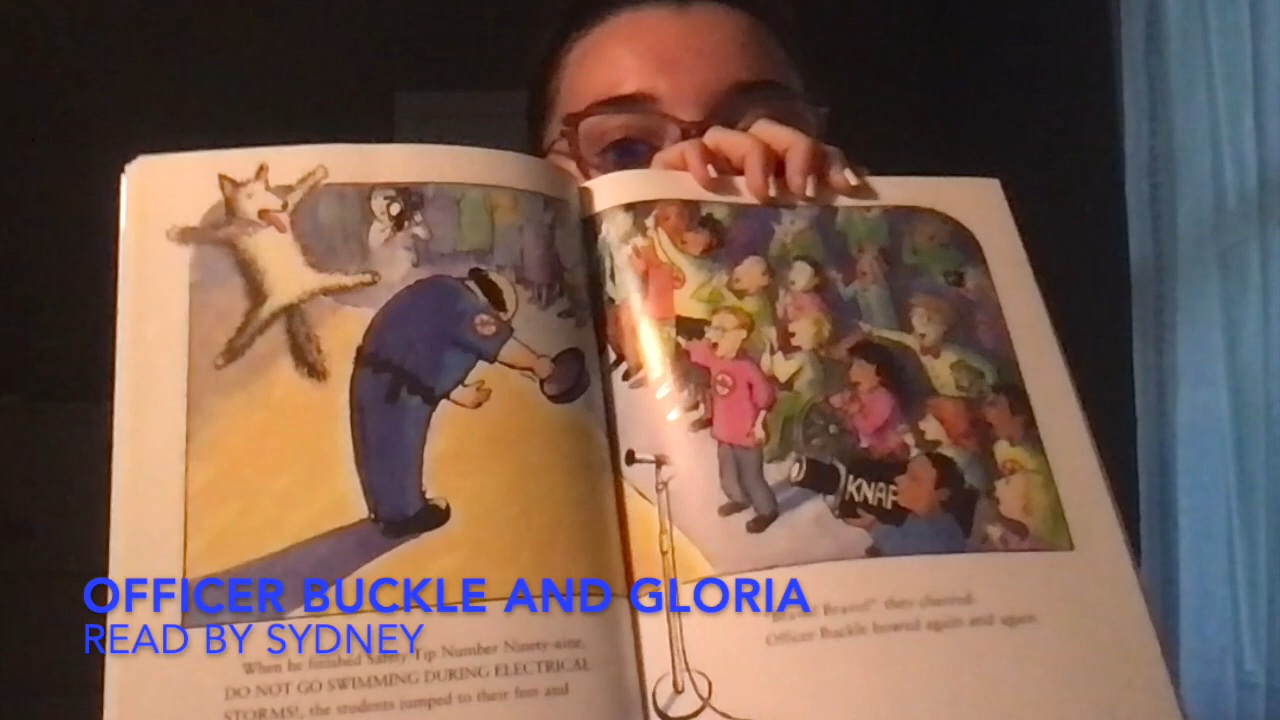 KNAP
OFFICER BUCKLE AND GLORIA
READ BY SYDNEY
When he finished Safety Tip Number Ninety-nine,
DO NOT GO SWIMMING DURING ELECTRICAL
STORMS!, the students jumped to their feet and
Bravo!" they cheered.
Officer Buckle bowed again and again.